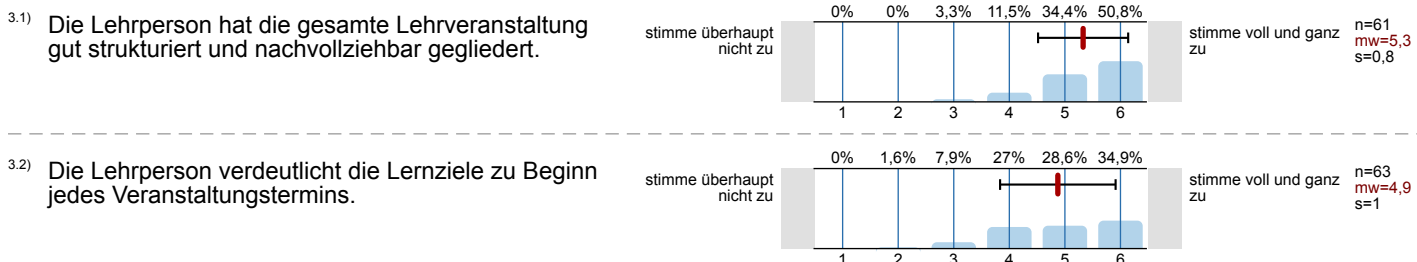 3.1) Die Lehrperson hat die gesamte Lehrveranstaltung
gut strukturiert und nachvollziehbar gegliedert.
stimme überhaupt
nicht zu
0% 0% 3,3% 11,5% 34,4% 50,8%
1 2 3 4 5 6
stimme voll und ganz
zu
n=61
mw=5,3
s=0,8
3.2) Die Lehrperson verdeutlicht die Lernziele zu Beginn
jedes Veranstaltungstermins.
stimme überhaupt
nicht zu
0% 1,6% 7,9% 27% 28,6% 34,9%
1 2 3 4 5 6
stimme voll und ganz
zu
n=63
mw=4,9
s=1